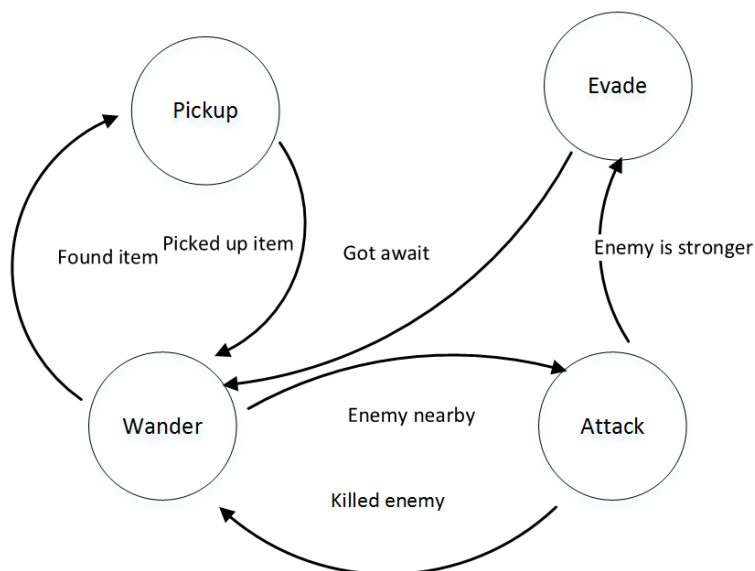 Evade
Pickup
Found item
Picked up item
Got await
Enemy is stronger
Enemy nearby
Wander
Attack
Killed enemy